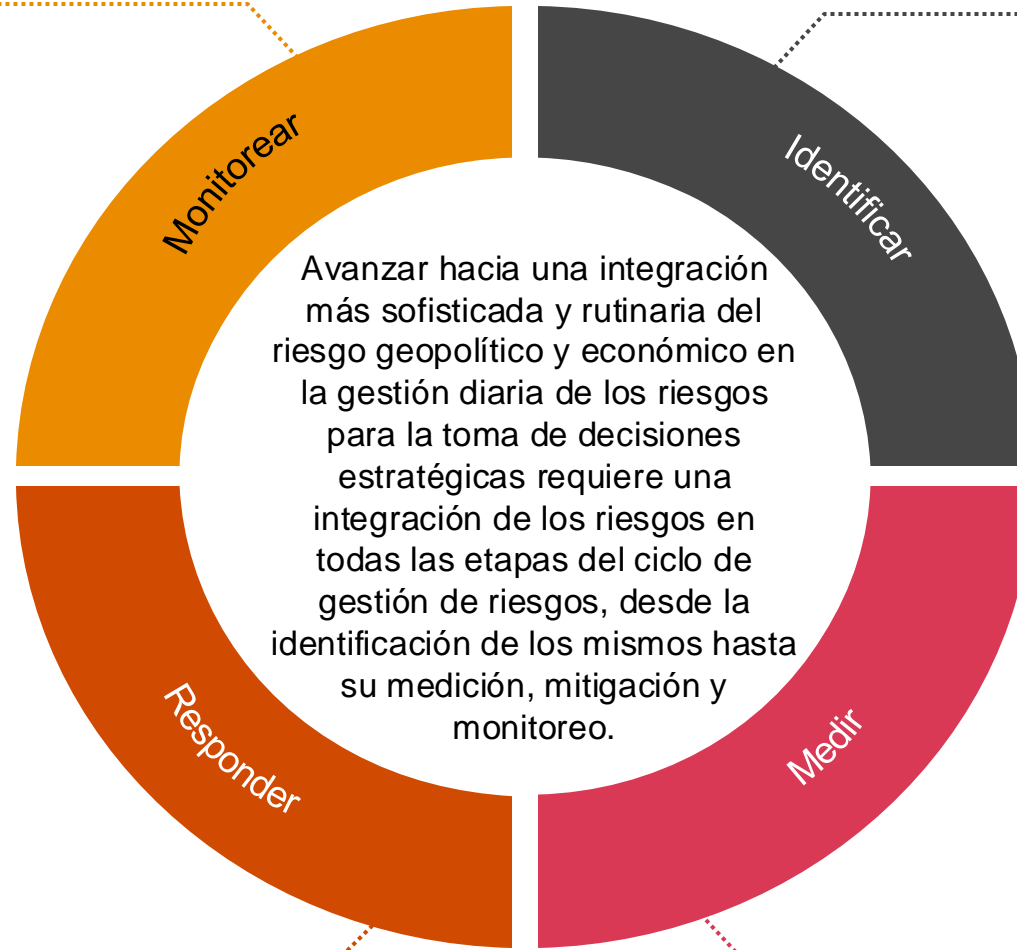 Monitorear
Identificar
Avanzar hacia una integración
más sofisticada y rutinaria del
riesgo geopolítico y económico en
la gestión diaria de los riesgos
para la toma de decisiones
estratégicas requiere una
integración de los riesgos en
todas las etapas del ciclo de
gestión de riesgos, desde la
identificación de los mismos hasta
su medición, mitigación y
monitoreo.
Responder
Medir